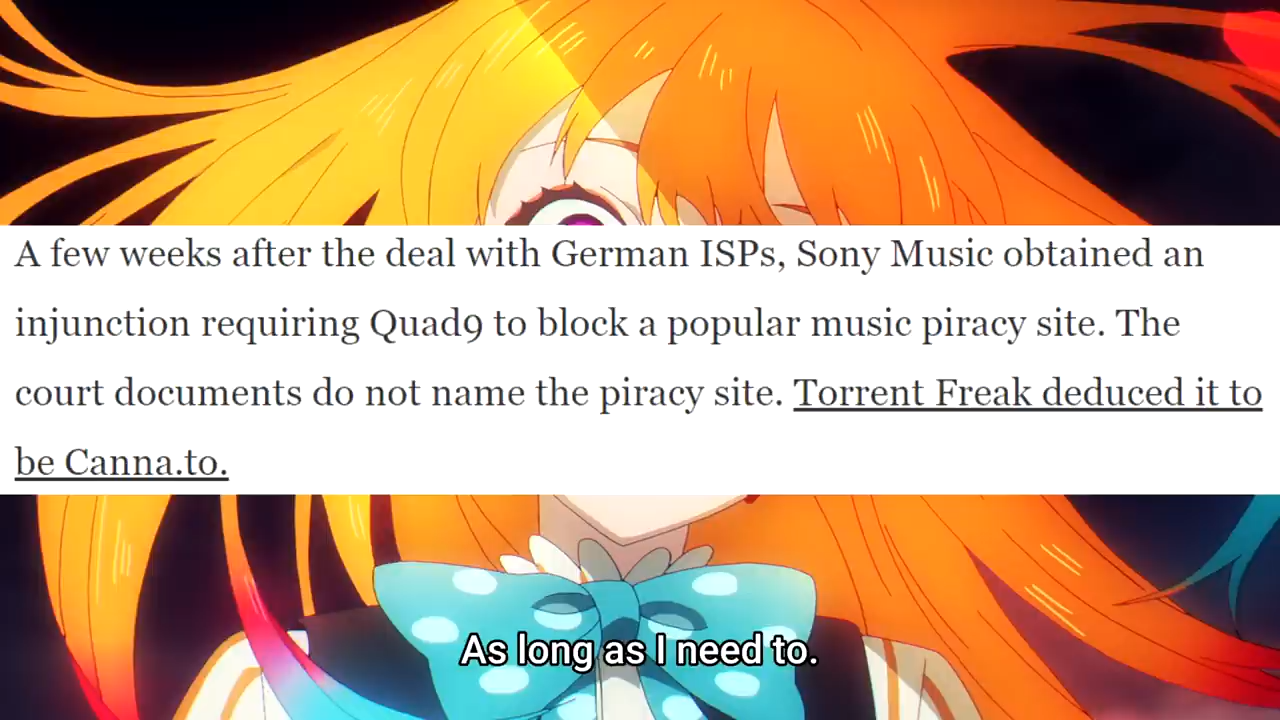 A few weeks after the deal with German ISPs, Sony Music obtained an
injunction requiring Quad9 to block a popular music piracy site. The
court documents do not name the piracy site. Torrent Freak deduced it to
be Canna.to.
As long as I need to.